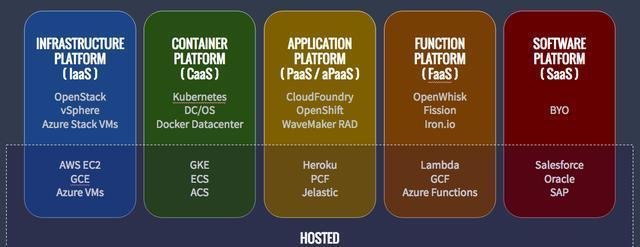 INFRASTRUCTURE
PLATFORM
( IaaS )
OpenStack
vSphere
Azure Stack VMs
AWS EC2
GCE
Azure VMs
CONTAINER
PLATFORM
( CaaS )
Kubernetes
DC/OS
Docker Datacenter
GKE
ECS
ACS
APPLICATION
PLATFORM
( PaaS / aPaaS )
CloudFoundry
OpenShift
WaveMaker RAD
Heroku
PCF
Jelastic
FUNCTION
PLATFORM
( FaaS )
OpenWhisk
Fission
Iron.io
Lambda
GCF
Azure Functions
SOFTWARE
PLATFORM
( SaaS )
BYO
Salesforce
Oracle
SAP
HOSTED